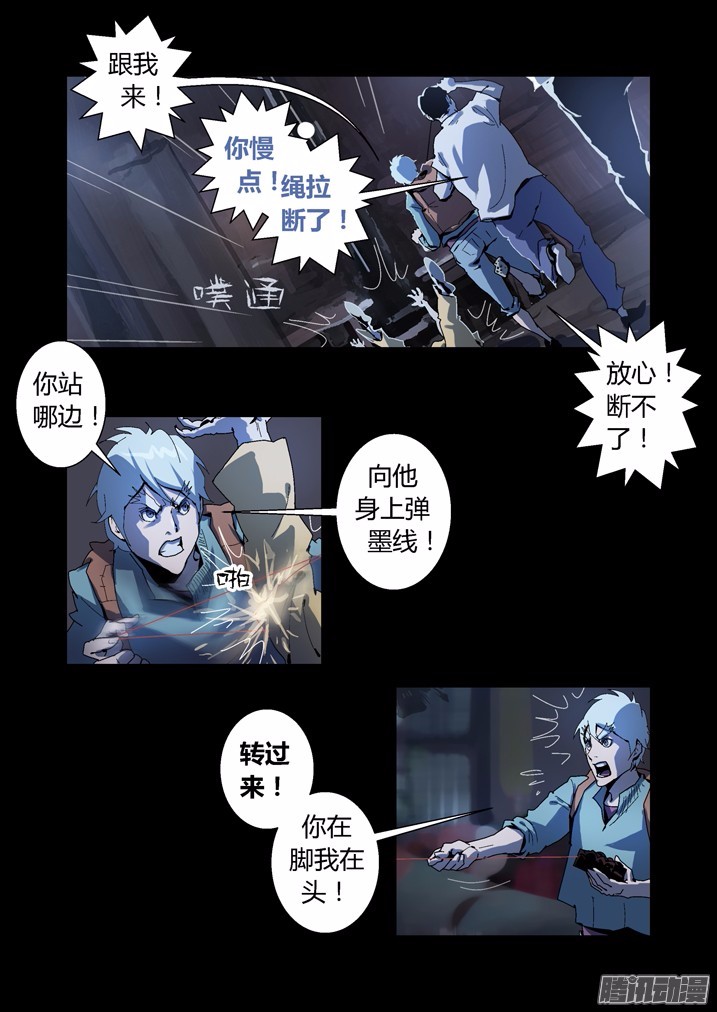 跟我
来！
你慢
点！
绳拉
断了！
噗通
放心！
断不
了！
你站
哪边！
向他
身上弹
墨线！
啪
转过
来！
你在
脚我在
头！
腾讯动漫